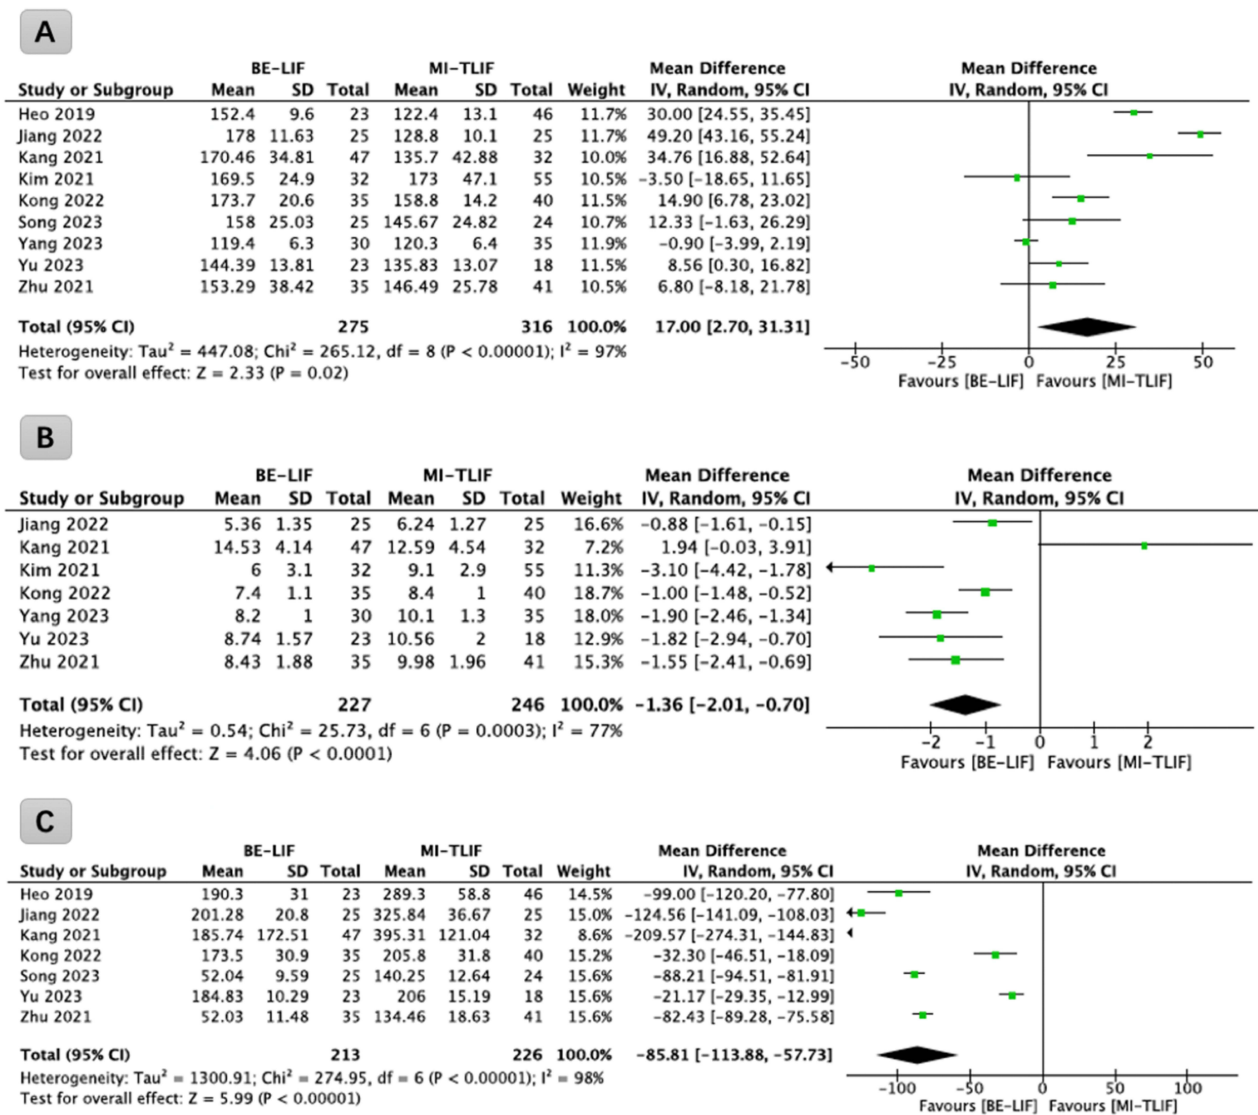 A
BE-LIF MI-TLIF Mean Difference Mean Difference
Study or Subgroup Mean SD Total Mean SD Total Weight IV, Random, 95% CI IV, Random, 95% CI
Heo 2019 152.4 9.6 23 122.4 13.1 46 11.7% 30.00 [24.55, 35.45]
Jiang 2022 178 11.63 25 128.8 10.1 25 11.7% 49.20 [43.16, 55.24]
Kang 2021 170.46 34.81 47 135.7 42.88 32 10.0% 34.76 [16.88, 52.64]
Kim 2021 169.5 24.9 32 173 47.1 55 10.5% -3.50 [-18.65, 11.65]
Kong 2022 173.7 20.6 35 158.8 14.2 40 11.5% 14.90 [6.78, 23.02]
Song 2023 158 25.03 25 145.67 24.82 24 10.7% 12.33 [-1.63, 26.29]
Yang 2023 119.4 6.3 30 120.3 6.4 35 11.9% -0.90 [-3.99, 2.19]
Yu 2023 144.39 13.81 23 135.83 13.07 18 11.5% 8.56 [0.30, 16.82]
Zhu 2021 153.29 38.42 35 146.49 25.78 41 10.5% 6.80 [-8.18, 21.78]
Total (95% CI) 275 316 100.0% 17.00 [2.70, 31.31]
Heterogeneity: Tau² = 447.08; Chi² = 265.12, df = 8 (P < 0.00001); I² = 97%
Test for overall effect: Z = 2.33 (P = 0.02)
-50 -25 0 25 50
Favours [BE-LIF] Favours [MI-TLIF]
B
BE-LIF MI-TLIF Mean Difference Mean Difference
Study or Subgroup Mean SD Total Mean SD Total Weight IV, Random, 95% CI IV, Random, 95% CI
Jiang 2022 5.36 1.35 25 6.24 1.27 25 16.6% -0.88 [-1.61, -0.15]
Kang 2021 14.53 4.14 47 12.59 4.54 32 7.2% 1.94 [-0.03, 3.91]
Kim 2021 6 3.1 32 9.1 2.9 55 11.3% -3.10 [-4.42, -1.78]
Kong 2022 7.4 1.1 35 8.4 1 40 18.7% -1.00 [-1.48, -0.52]
Yang 2023 8.2 1 30 10.1 1.3 35 18.0% -1.90 [-2.46, -1.34]
Yu 2023 8.74 1.57 23 10.56 2 18 12.9% -1.82 [-2.94, -0.70]
Zhu 2021 8.43 1.88 35 9.98 1.96 41 15.3% -1.55 [-2.41, -0.69]
Total (95% CI) 227 246 100.0% -1.36 [-2.01, -0.70]
Heterogeneity: Tau² = 0.54; Chi² = 25.73, df = 6 (P = 0.0003); I² = 77%
Test for overall effect: Z = 4.06 (P < 0.0001)
-2 -1 0 1 2
Favours [BE-LIF] Favours [MI-TLIF]
C
BE-LIF MI-TLIF Mean Difference Mean Difference
Study or Subgroup Mean SD Total Mean SD Total Weight IV, Random, 95% CI IV, Random, 95% CI
Heo 2019 190.3 31 23 289.3 58.8 46 14.5% -99.00 [-120.20, -77.80]
Jiang 2022 201.28 20.8 25 325.84 36.67 25 15.0% -124.56 [-141.09, -108.03]
Kang 2021 185.74 172.51 47 395.31 121.04 32 8.6% -209.57 [-274.31, -144.83]
Kong 2022 173.5 30.9 35 205.8 31.8 40 15.2% -32.30 [-46.51, -18.09]
Song 2023 52.04 9.59 25 140.25 12.64 24 15.6% -88.21 [-94.51, -81.91]
Yu 2023 184.83 10.29 23 206 15.19 18 15.6% -21.17 [-29.35, -12.99]
Zhu 2021 52.03 11.48 35 134.46 18.63 41 15.6% -82.43 [-89.28, -75.58]
Total (95% CI) 213 226 100.0% -85.81 [-113.88, -57.73]
Heterogeneity: Tau² = 1300.91; Chi² = 274.95, df = 6 (P < 0.00001); I² = 98%
Test for overall effect: Z = 5.99 (P < 0.00001)
-100 -50 0 50 100
Favours [BE-LIF] Favours [MI-TLIF]